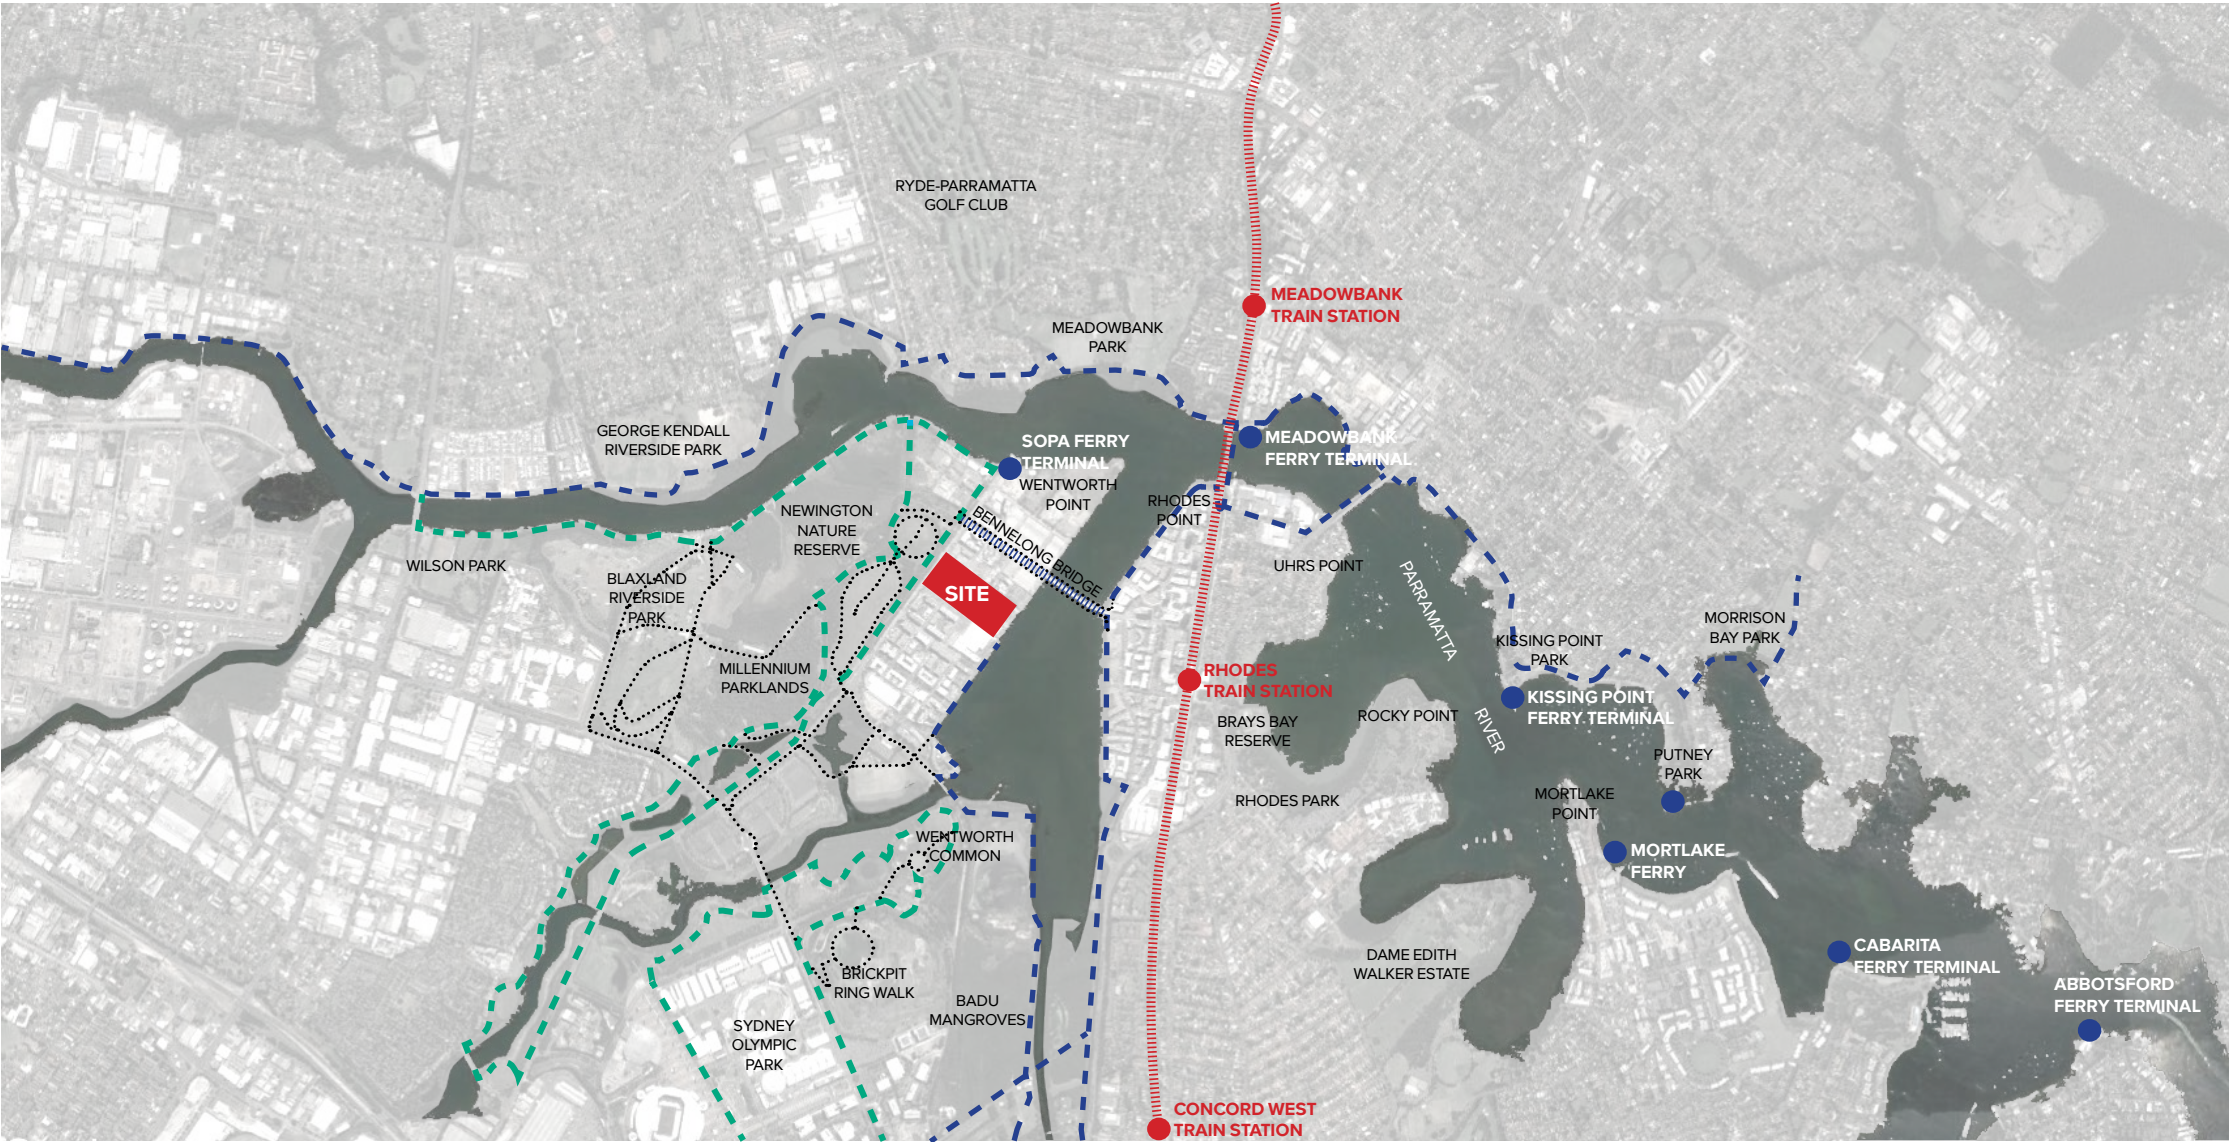 RYDE-PARRAMATTA
GOLF CLUB
MEADOWBANK
TRAIN STATION
MEADOWBANK
PARK
GEORGE KENDALL
RIVERSIDE PARK
SOPA FERRY
TERMINAL
WENTWORTH
POINT
MEADOWBANK
FERRY TERMINAL
RHODES
POINT
NEWINGTON
NATURE
RESERVE
BENNELONG BRIDGE
WILSON PARK
BLAXLAND
RIVERSIDE
PARK
SITE
UHRS POINT
PARRAMATTA
RIVER
KISSING POINT
PARK
MORRISON
BAY PARK
MILLENNIUM
PARKLANDS
RHODES
TRAIN STATION
KISSING POINT
FERRY TERMINAL
BRAYS BAY
RESERVE
ROCKY POINT
PUTNEY
PARK
RHODES PARK
MORTLAKE
POINT
WENTWORTH
COMMON
MORTLAKE
FERRY
DAME EDITH
WALKER ESTATE
CABARITA
FERRY TERMINAL
BRICKPIT
RING WALK
BADU
MANGROVES
ABBOTSFORD
FERRY TERMINAL
SYDNEY
OLYMPIC
PARK
CONCORD WEST
TRAIN STATION